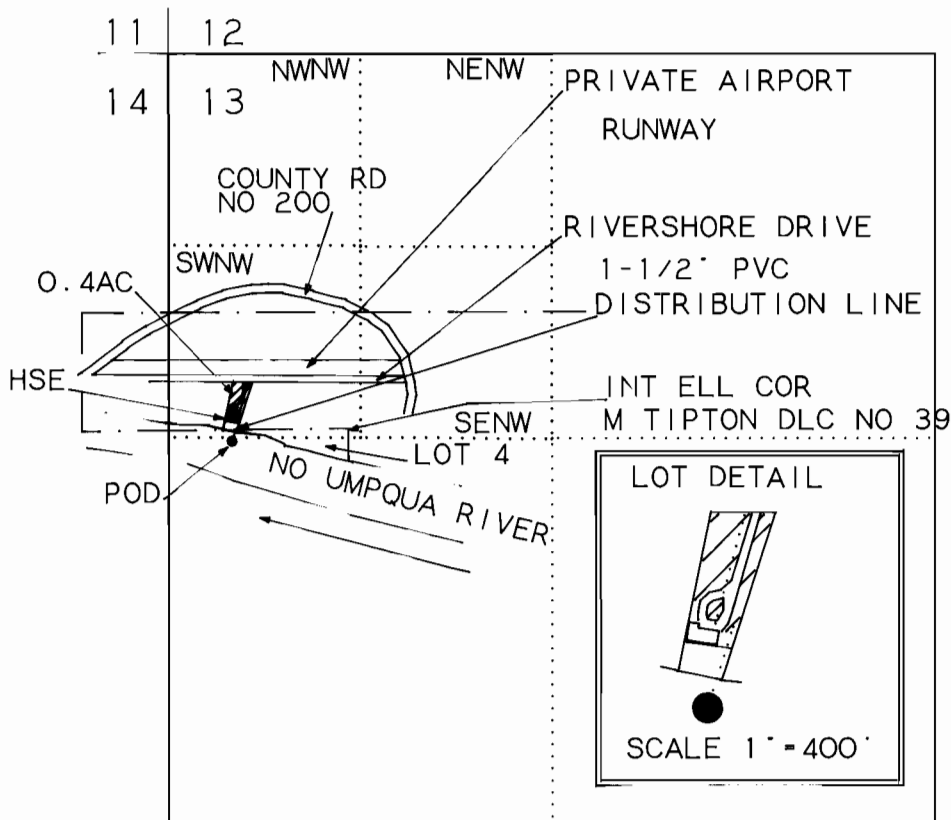 11 12
NWNW NENW
14 13
PRIVATE AIRPORT
RUNWAY
COUNTY RD
NO 200
RIVERSHORE DRIVE
SWNW
1-1/2" PVC
DISTRIBUTION LINE
0.4AC
HSE
INT ELL COR
M TIPTON DLC NO 39
SENW
LOT 4
POD
NO UMPQUA RIVER
LOT DETAIL
SCALE 1"=400'